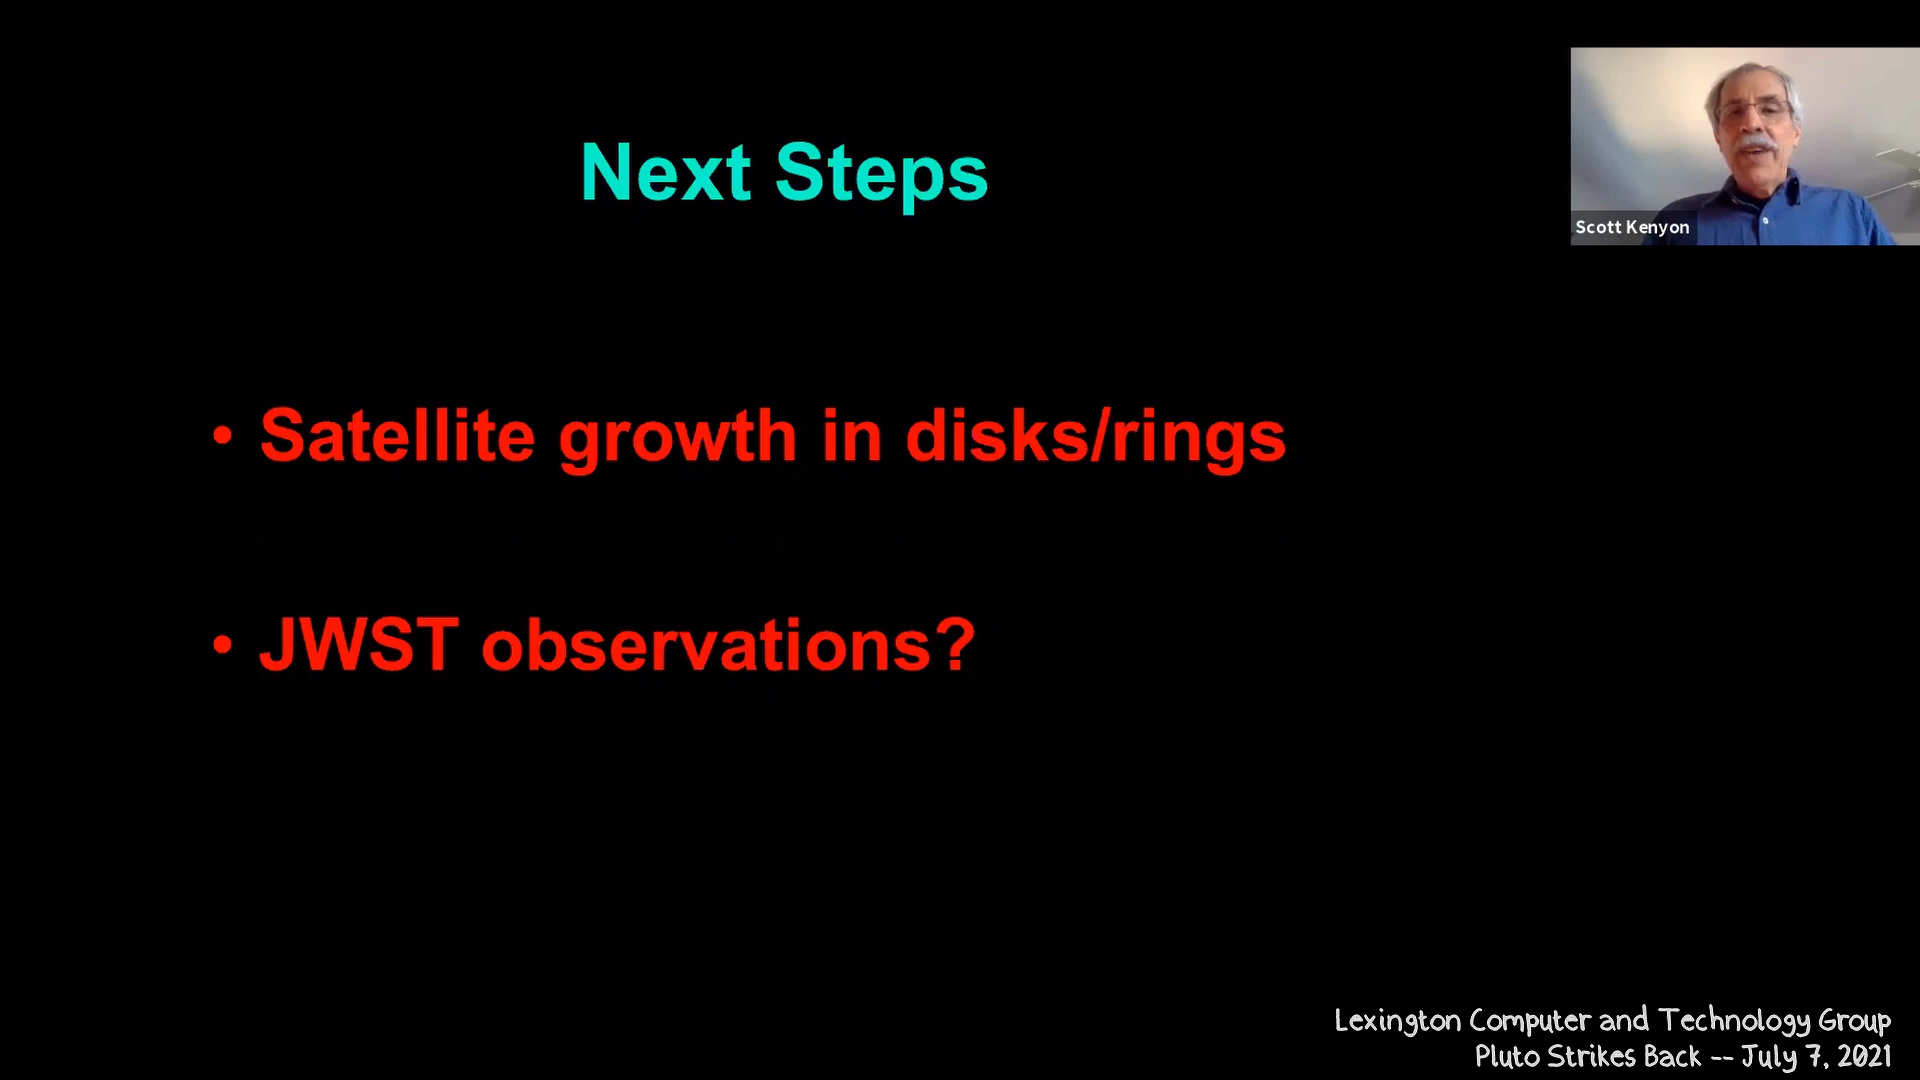 Next Steps
Scott Kenyon
• Satellite growth in disks/rings
• JWST observations?
Lexington Computer and Technology Group
Pluto Strikes Back -- July 7, 2021